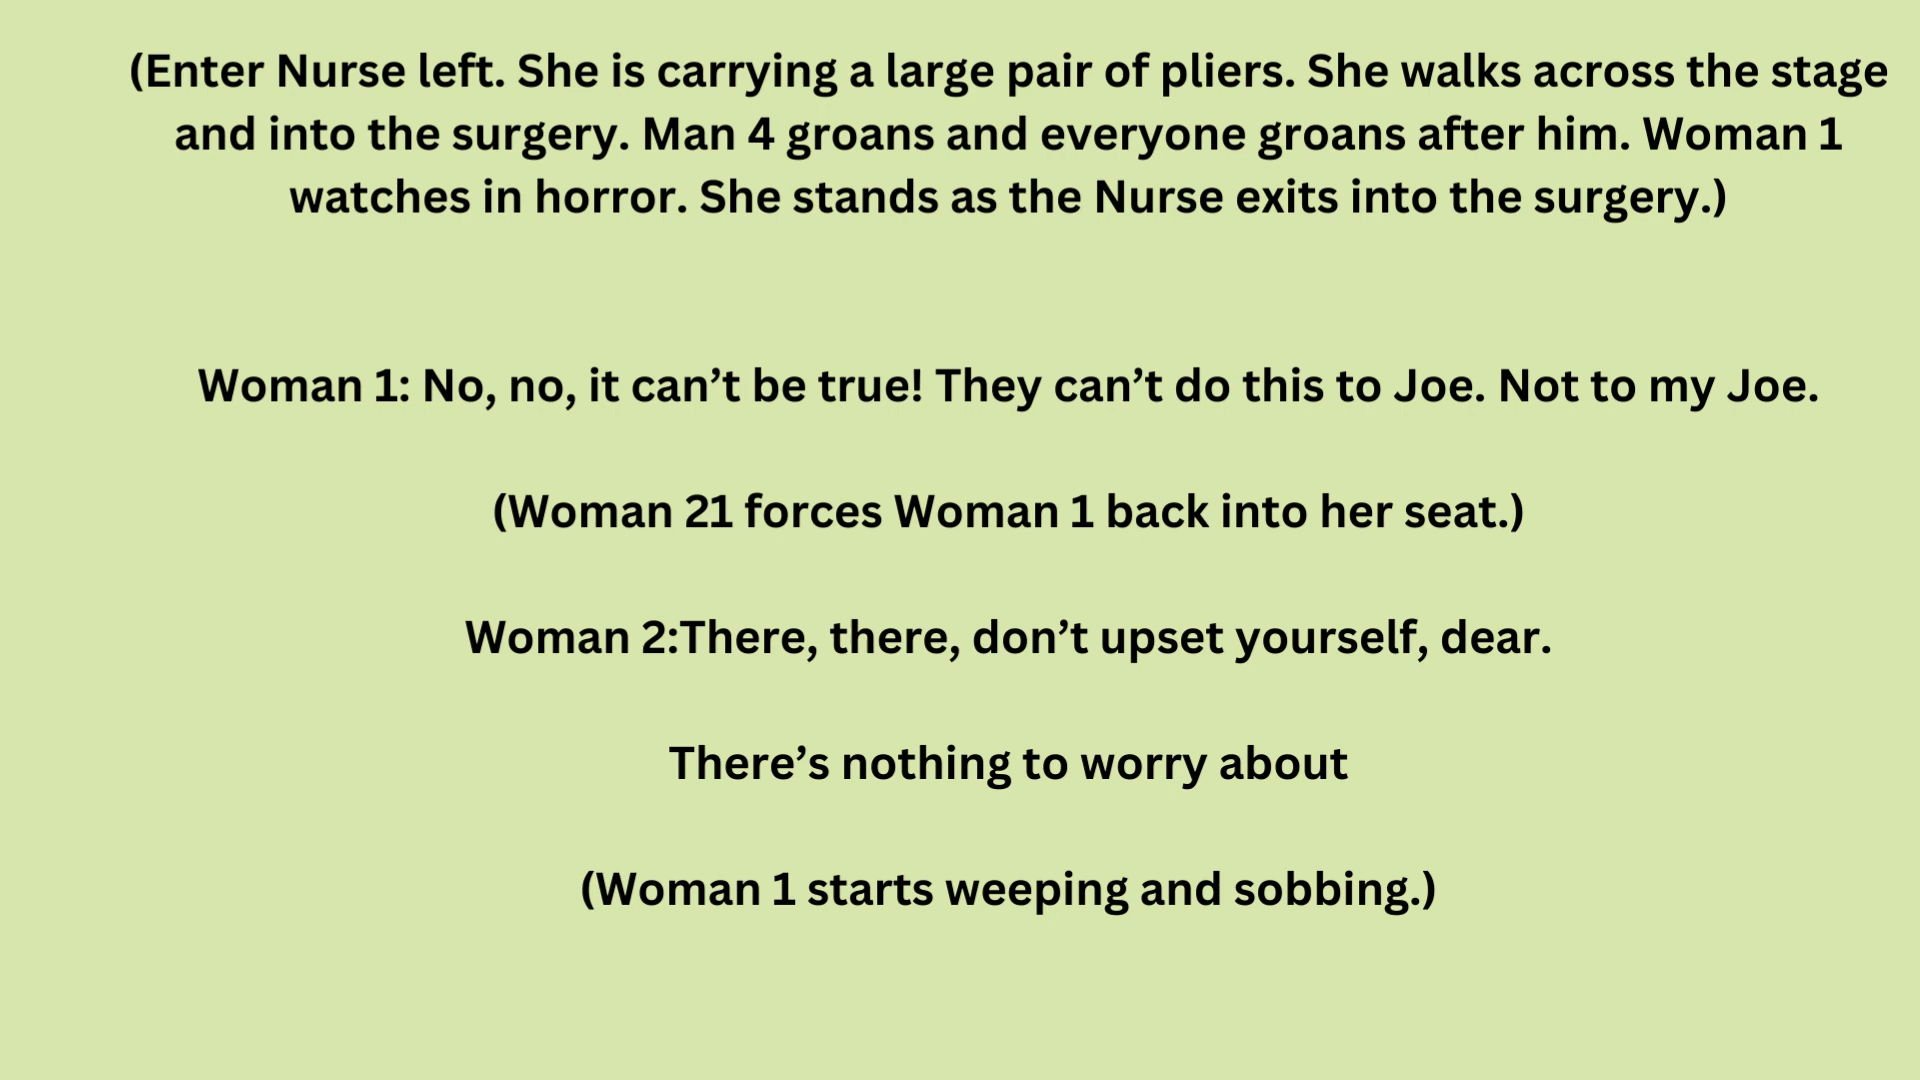 (Enter Nurse left. She is carrying a large pair of pliers. She walks across the stage
and into the surgery. Man 4 groans and everyone groans after him. Woman 1
watches in horror. She stands as the Nurse exits into the surgery.)
Woman 1: No, no, it can’t be true! They can’t do this to Joe. Not to my Joe.
(Woman 21 forces Woman 1 back into her seat.)
Woman 2:There, there, don’t upset yourself, dear.
There’s nothing to worry about
(Woman 1 starts weeping and sobbing.)